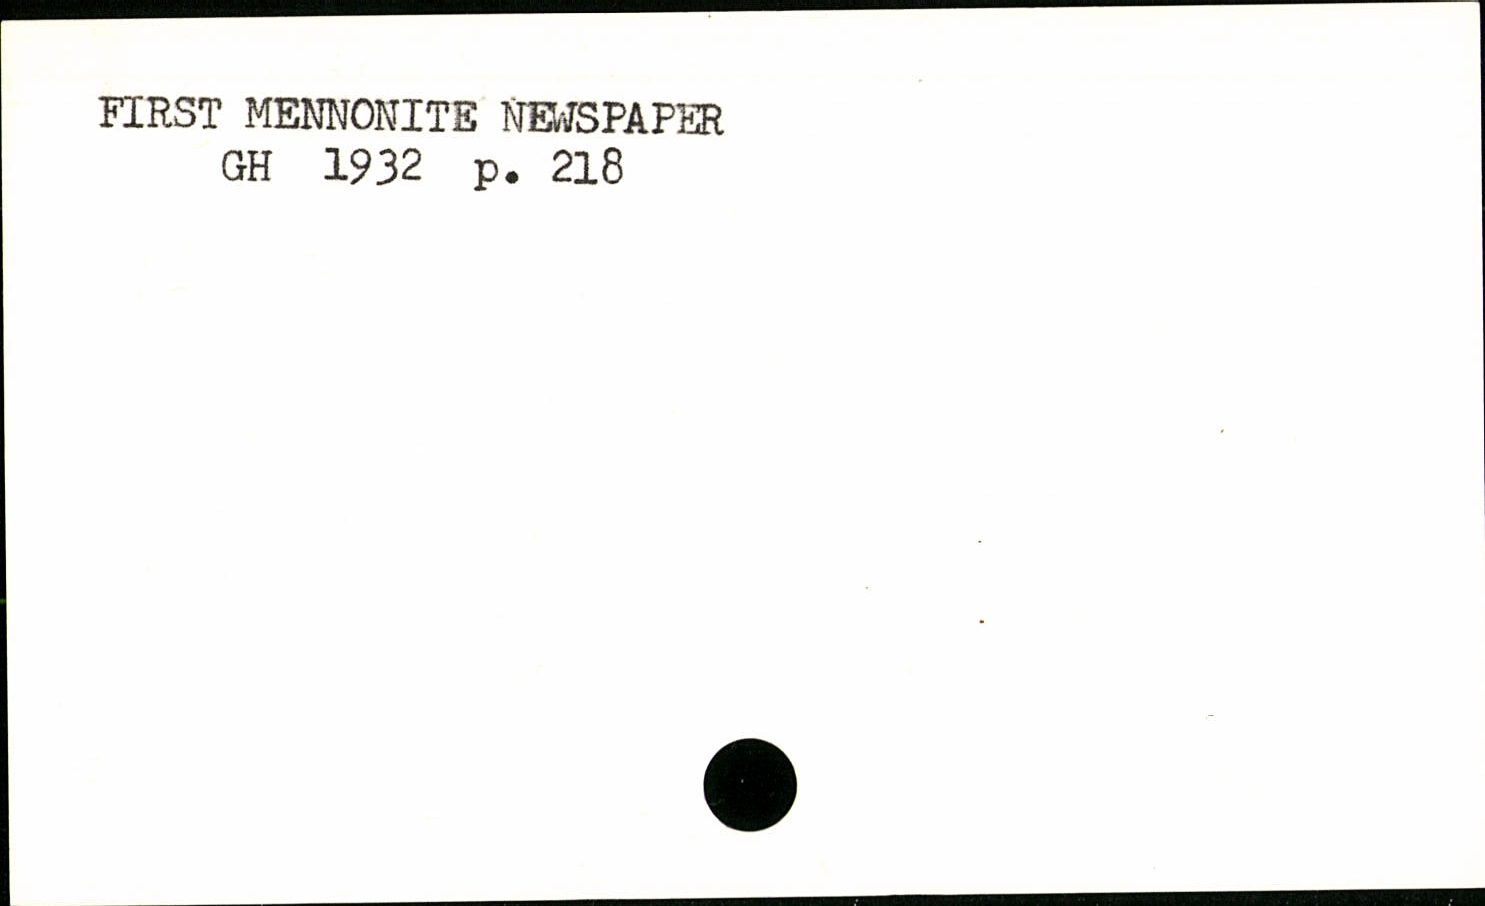 FIRST MENNONITE NEWSPAPER
GH 1932 p. 218